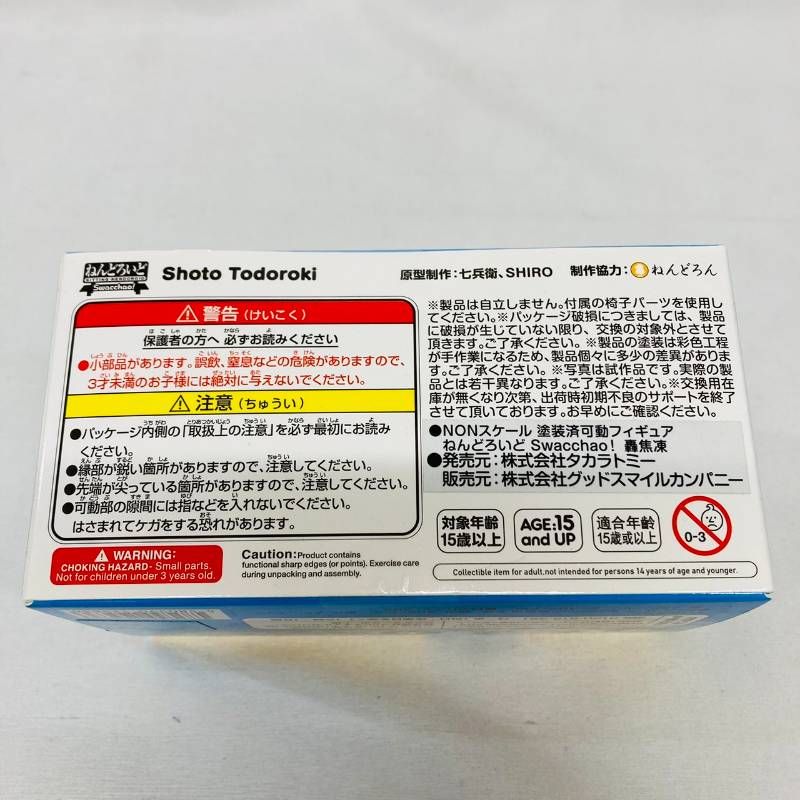 ねんどろいど
Swacchao!
Shoto Todoroki
原型制作：七兵衛、SHIRO 制作協力：ねんどろん
⚠警告（けいこく）
保護者の方へ 必ずお読みください
●小部品があります。誤飲、窒息などの危険がありますので、
3才未満のお子様には絶対に与えないでください。
⚠注意（ちゅうい）
●パッケージ内側の「取扱上の注意」を必ず最初にお読み
ください。
●縁部が鋭い箇所がありますので、注意してください。
●先端が尖っている箇所がありますので、注意してください。
●可動部の隙間には指などを入れないでください。
はさまれてケガをする恐れがあります。
⚠WARNING:
CHOKING HAZARD- Small parts.
Not for children under 3 years old.
Caution:Product contains
functional sharp edges (or points). Exercise care
during unpacking and assembly.
※製品は自立しません。付属の椅子パーツを使用し
てください。※パッケージ破損につきましては、製品
に破損が生じていない限り、交換の対象外とさせて
頂きます。ご了承ください。※製品の塗装は彩色工程
が手作業になるため、製品個々に多少の差異がありま
す。ご了承ください。※写真は試作品です。実際の製
品とは若干異なります。ご了承ください。※交換用在
庫が無くなり次第、出荷時初期不良のサポートを終了
させて頂いております。お早めにご確認ください。
●NONスケール 塗装済可動フィギュア
ねんどろいど Swacchao! 轟焦凍
●発売元：株式会社タカラトミー
販売元：株式会社グッドスマイルカンパニー
対象年齢
15歳以上
AGE:15
and UP
適合年齡
15歲或以上
0-3
Collectible item for adult.not intended for persons 14 years of age and younger.